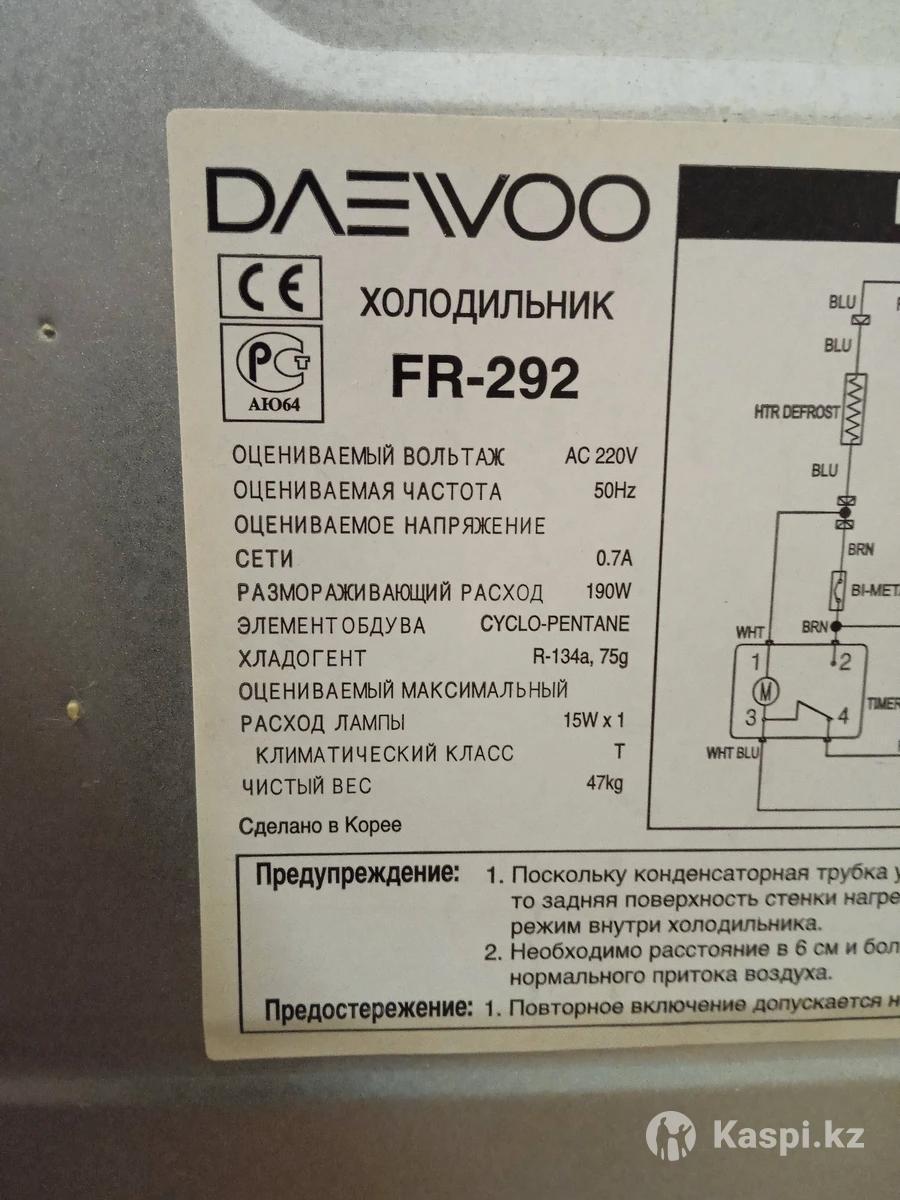 DAEWOO
CE
ХОЛОДИЛЬНИК
РСТ
АЮ64
FR-292
ОЦЕНИВАЕМЫЙ ВОЛЬТАЖ AC 220V
ОЦЕНИВАЕМАЯ ЧАСТОТА 50Hz
ОЦЕНИВАЕМОЕ НАПРЯЖЕНИЕ
СЕТИ 0.7A
РАЗМОРАЖИВАЮЩИЙ РАСХОД 190W
ЭЛЕМЕНТ ОБДУВА CYCLO-PENTANE
ХЛАДОГЕНТ R-134a, 75g
ОЦЕНИВАЕМЫЙ МАКСИМАЛЬНЫЙ
РАСХОД ЛАМПЫ 15W x 1
КЛИМАТИЧЕСКИЙ КЛАСС T
ЧИСТЫЙ ВЕС 47kg
Сделано в Корее
BLU
BLU
HTR DEFROST
BLU
BRN
BI-META
WHT BRN
1 2
M
TIMER
3 4
WHT BLU
Предупреждение: 1. Поскольку конденсаторная трубка
то задняя поверхность стенки нагре
режим внутри холодильника.
2. Необходимо расстояние в 6 см и бол
нормального притока воздуха.
Предостережение: 1. Повторное включение допускается н
Kaspi.kz